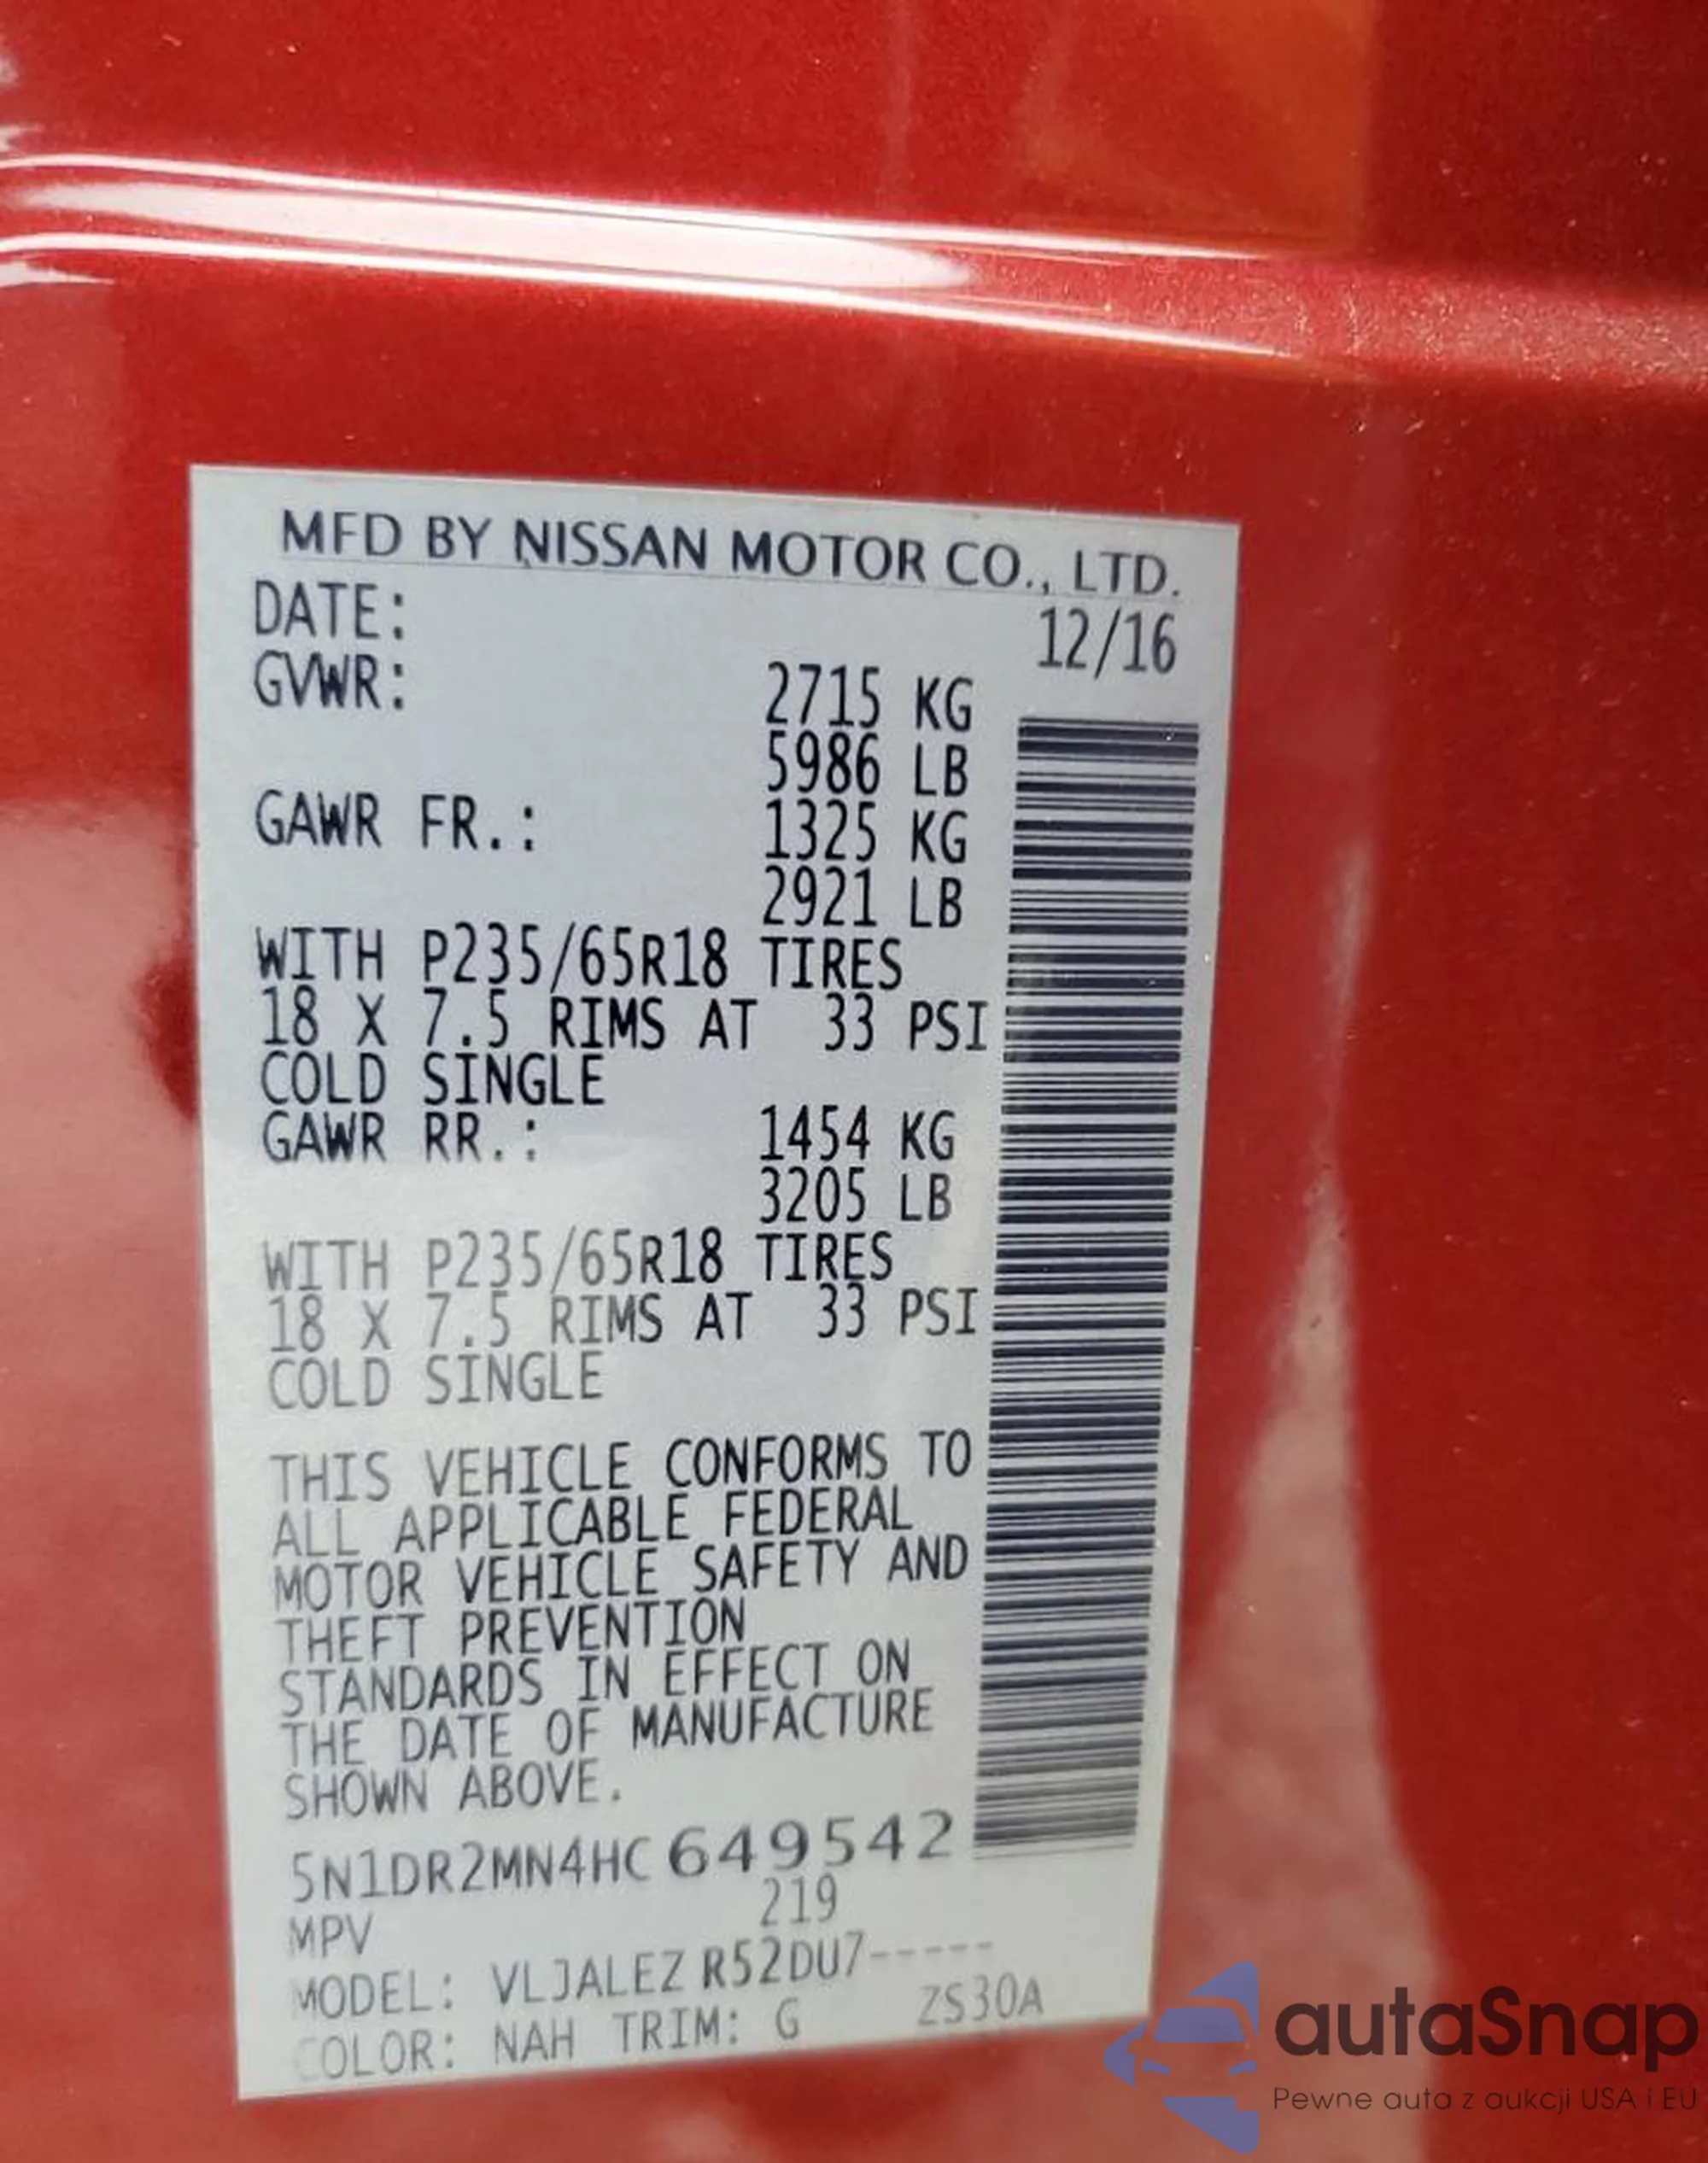 MFD BY NISSAN MOTOR CO., LTD.
DATE: 12/16
GVWR: 2715 KG
5986 LB
GAWR FR.: 1325 KG
2921 LB
WITH P235/65R18 TIRES
18 X 7.5 RIMS AT 33 PSI
COLD SINGLE
GAWR RR.: 1454 KG
3205 LB
WITH P235/65R18 TIRES
18 X 7.5 RIMS AT 33 PSI
COLD SINGLE
THIS VEHICLE CONFORMS TO
ALL APPLICABLE FEDERAL
MOTOR VEHICLE SAFETY AND
THEFT PREVENTION
STANDARDS IN EFFECT ON
THE DATE OF MANUFACTURE
SHOWN ABOVE.
5N1DR2MN4HC649542
MPV 219
MODEL: VLJALEZ R52DU7-----
COLOR: NAH TRIM: G ZS30A
autaSnap
Pewne auta z aukcji USA i EU